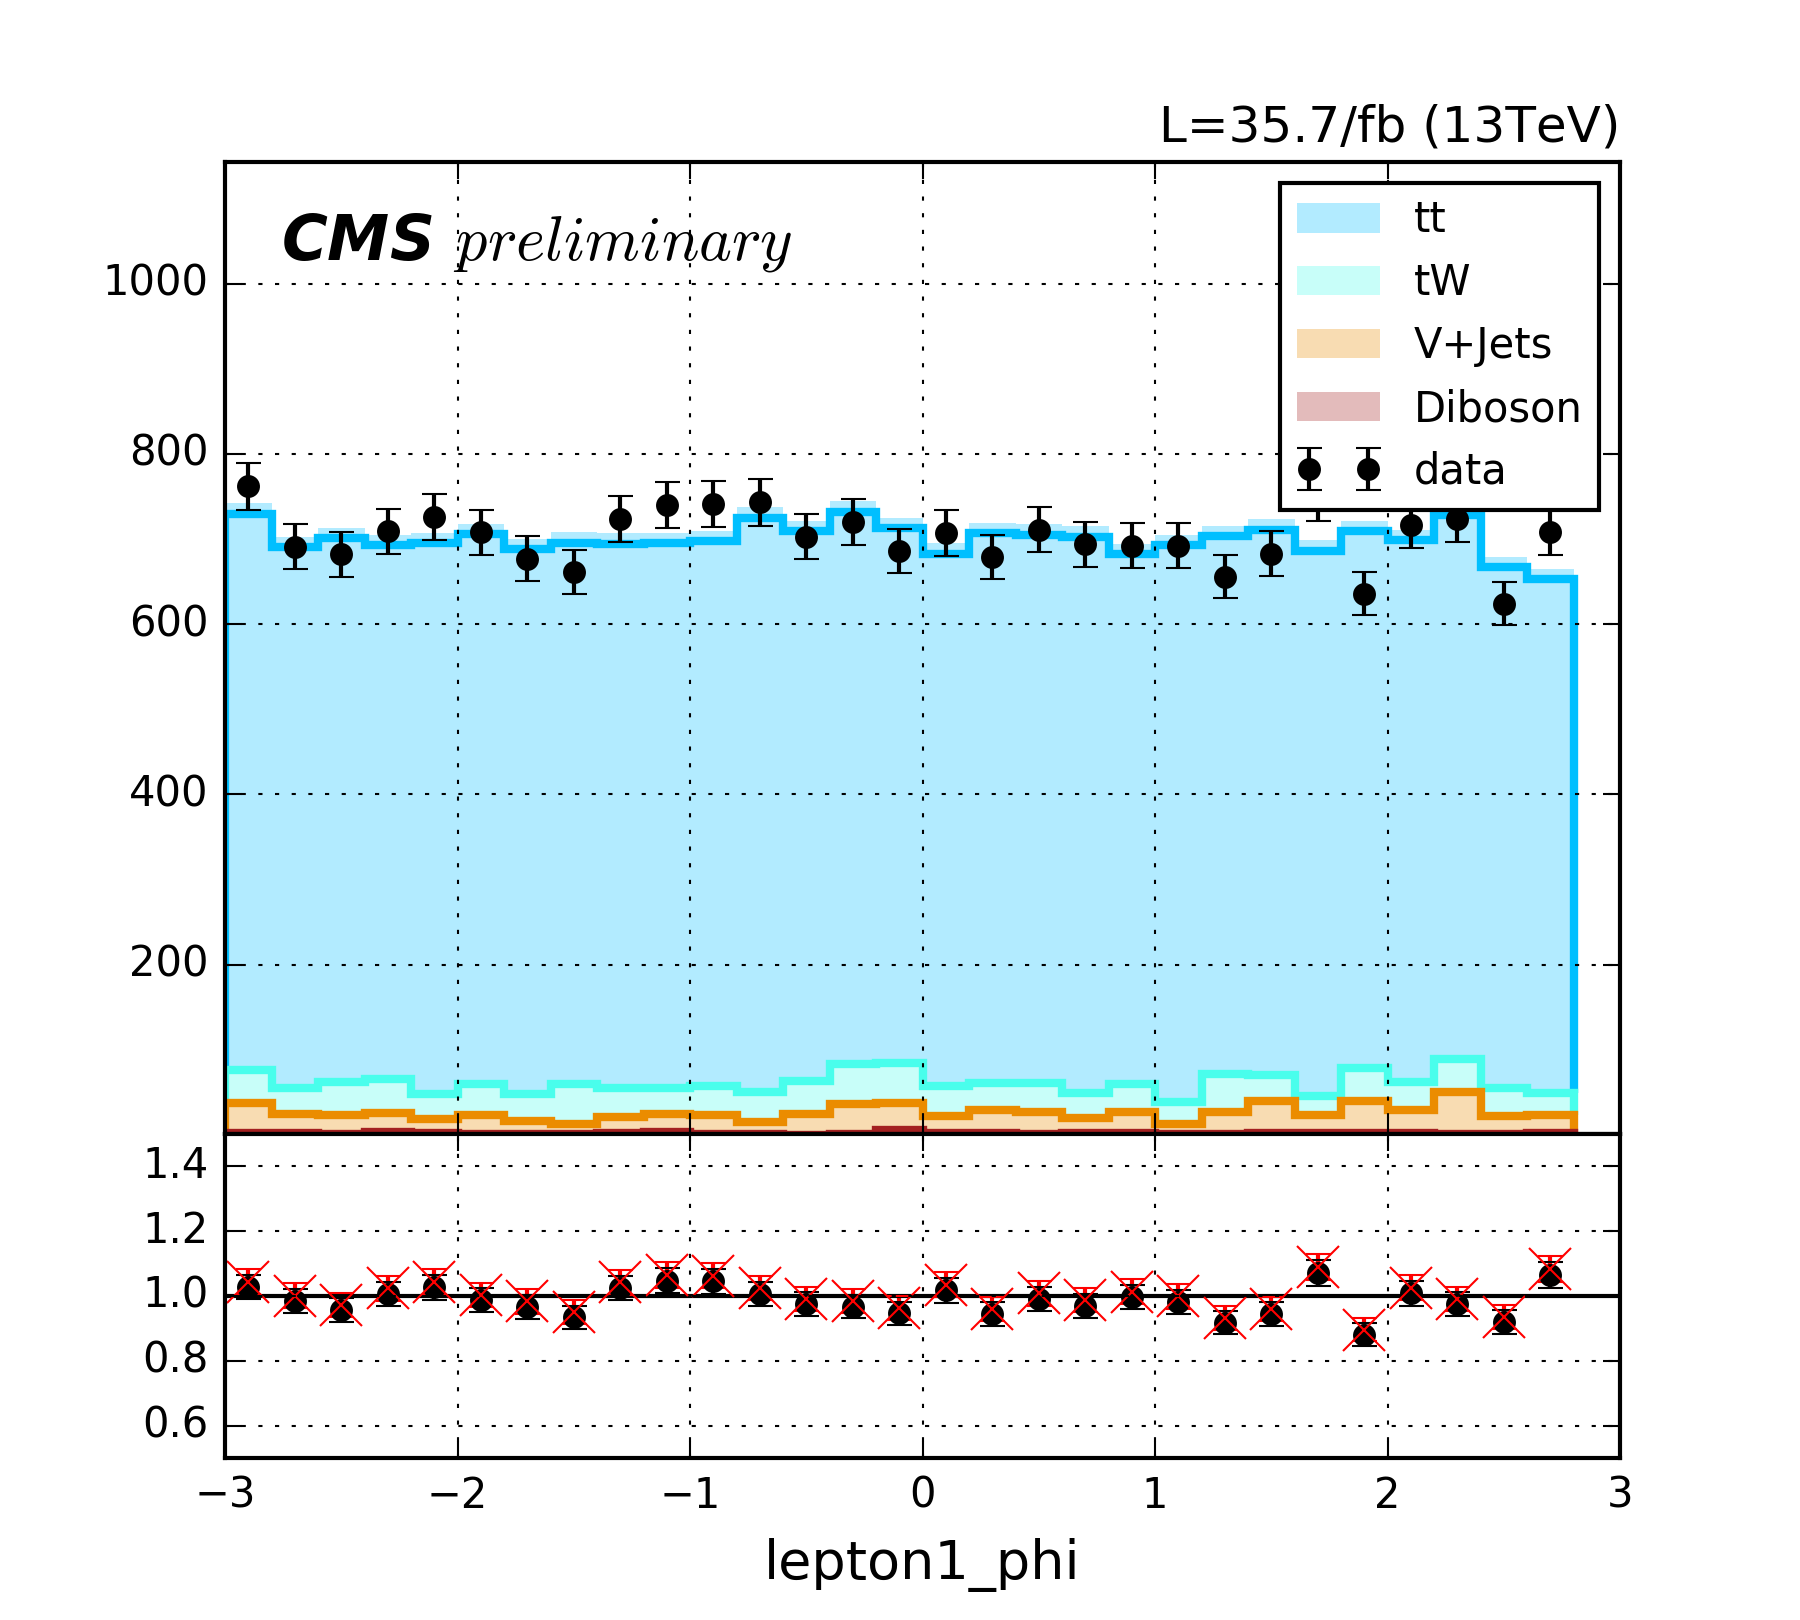 L=35.7/fb (13TeV)
CMS preliminary
tt
tW
V+Jets
Diboson
data
1000
800
600
400
200
1.4
1.2
1.0
0.8
0.6
−3 −2 −1 0 1 2 3
lepton1_phi